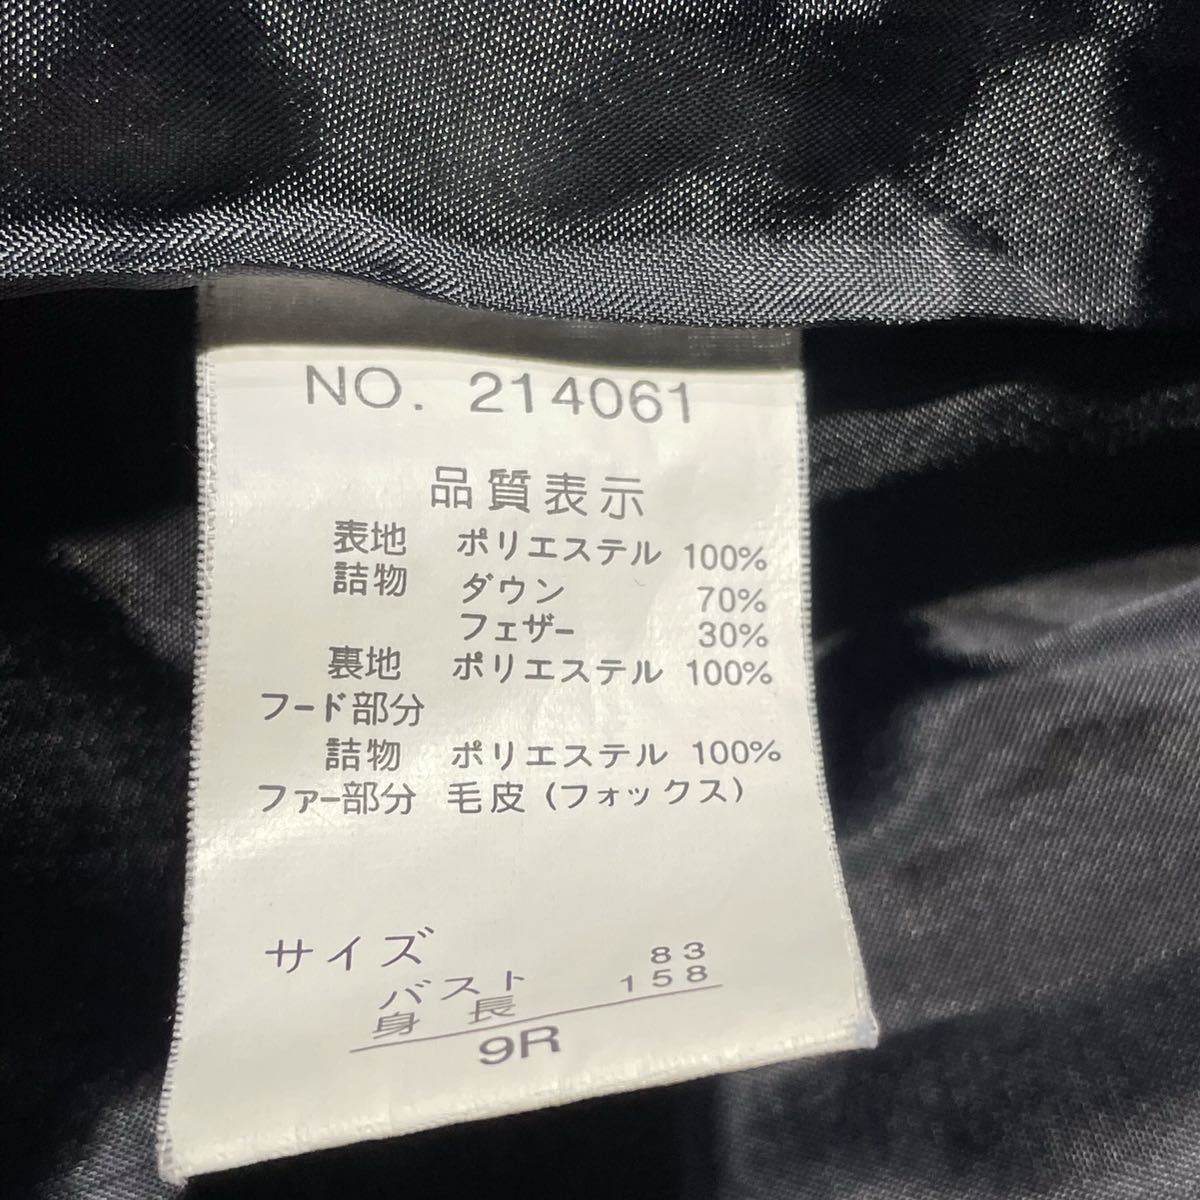 NO. 214061
品質表示
表地 ポリエステル 100%
詰物 ダウン 70%
フェザー 30%
裏地 ポリエステル 100%
フード部分
詰物 ポリエステル 100%
ファー部分 毛皮(フォックス)
サイズ
バスト 83
身長 158
9R